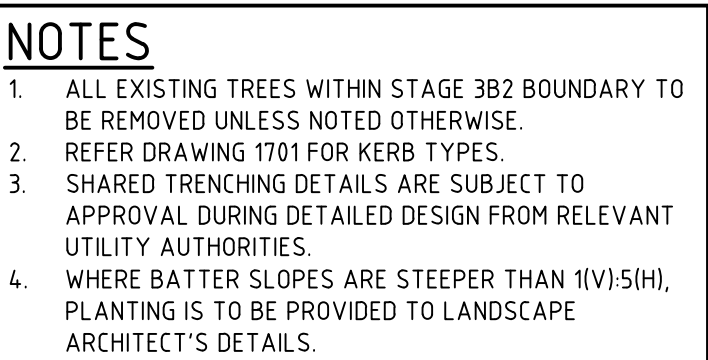 NOTES
1. ALL EXISTING TREES WITHIN STAGE 3B2 BOUNDARY TO
BE REMOVED UNLESS NOTED OTHERWISE.
2. REFER DRAWING 1701 FOR KERB TYPES.
3. SHARED TRENCHING DETAILS ARE SUBJECT TO
APPROVAL DURING DETAILED DESIGN FROM RELEVANT
UTILITY AUTHORITIES.
4. WHERE BATTER SLOPES ARE STEEPER THAN 1(V):5(H),
PLANTING IS TO BE PROVIDED TO LANDSCAPE
ARCHITECT'S DETAILS.